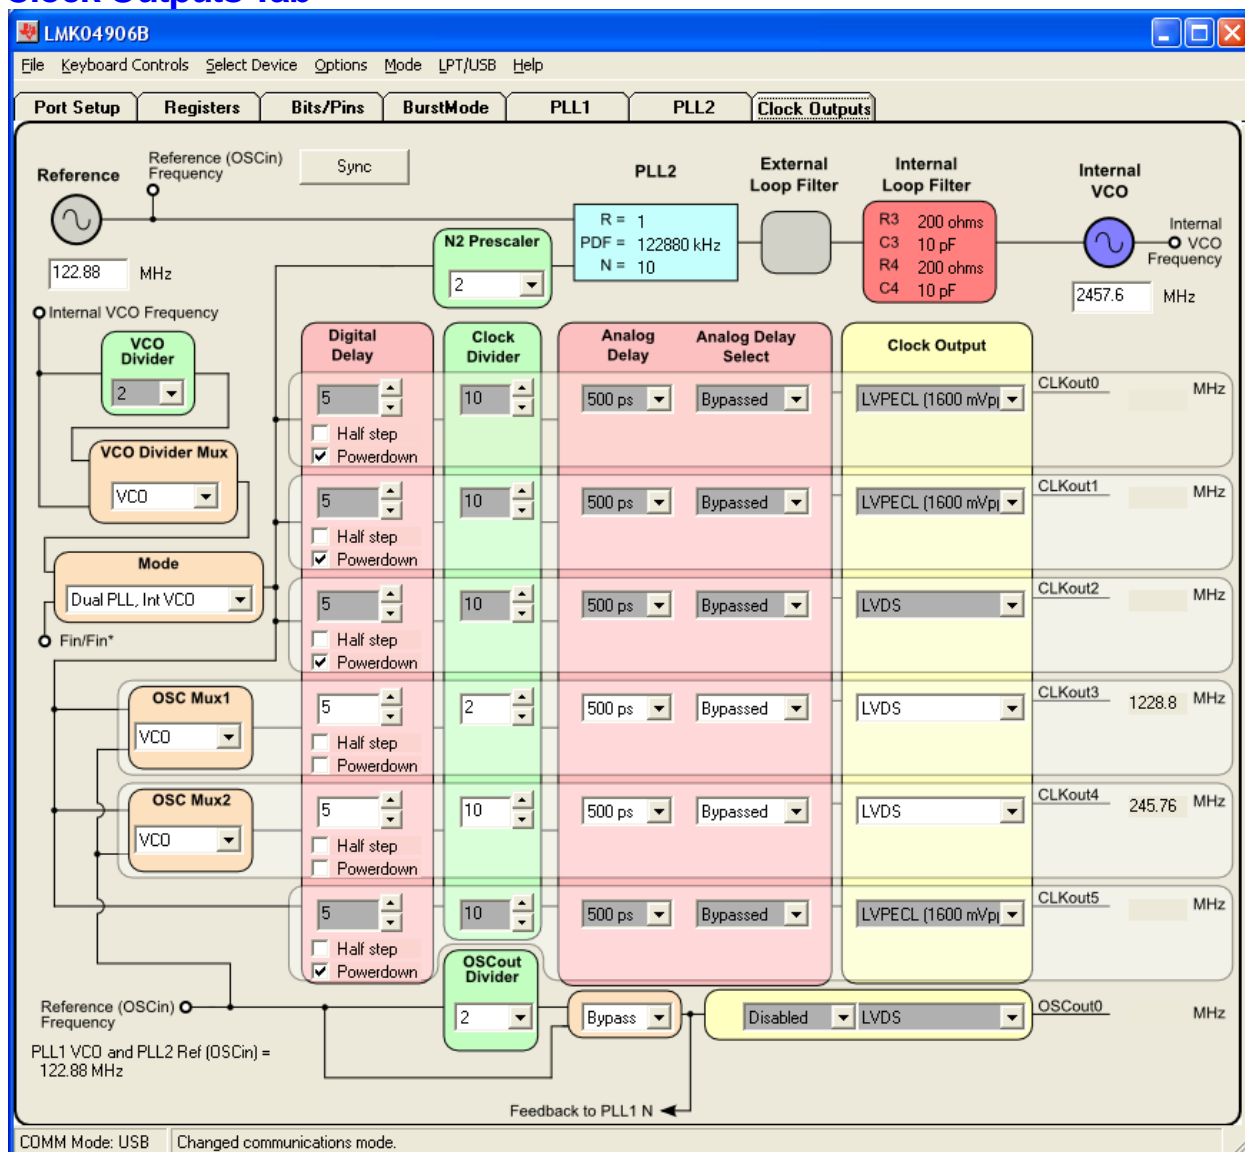 Clock Outputs Tab
LMK04906B
File Keyboard Controls Select Device Options Mode LPT/USB Help
Port Setup Registers Bits/Pins BurstMode PLL1 PLL2 Clock Outputs
Reference
Reference (OSCin)
Frequency
Sync
PLL2
External
Loop Filter
Internal
Loop Filter
Internal
VCO
122.88 MHz
N2 Prescaler
2
R = 1
PDF = 122880 kHz
N = 10
R3 200 ohms
C3 10 pF
R4 200 ohms
C4 10 pF
Internal
VCO
Frequency
2457.6 MHz
Internal VCO Frequency
VCO
Divider
2
VCO Divider Mux
VCO
Mode
Dual PLL, Int VCO
Fin/Fin*
OSC Mux1
VCO
OSC Mux2
VCO
Digital
Delay
Clock
Divider
Analog
Delay
Analog Delay
Select
Clock Output
5 10 500 ps Bypassed LVPECL (1600 mVpp CLKout0 MHz
Half step
Powerdown
5 10 500 ps Bypassed LVPECL (1600 mVpp CLKout1 MHz
Half step
Powerdown
5 10 500 ps Bypassed LVDS CLKout2 MHz
Half step
Powerdown
5 2 500 ps Bypassed LVDS CLKout3 1228.8 MHz
Half step
Powerdown
5 10 500 ps Bypassed LVDS CLKout4 245.76 MHz
Half step
Powerdown
5 10 500 ps Bypassed LVPECL (1600 mVpp CLKout5 MHz
Half step
Powerdown
Reference (OSCin)
Frequency
OSCout
Divider
2
Bypass
Disabled LVDS OSCout0 MHz
PLL1 VCO and PLL2 Ref (OSCin) =
122.88 MHz
Feedback to PLL1 N
COMM Mode: USB Changed communications mode.